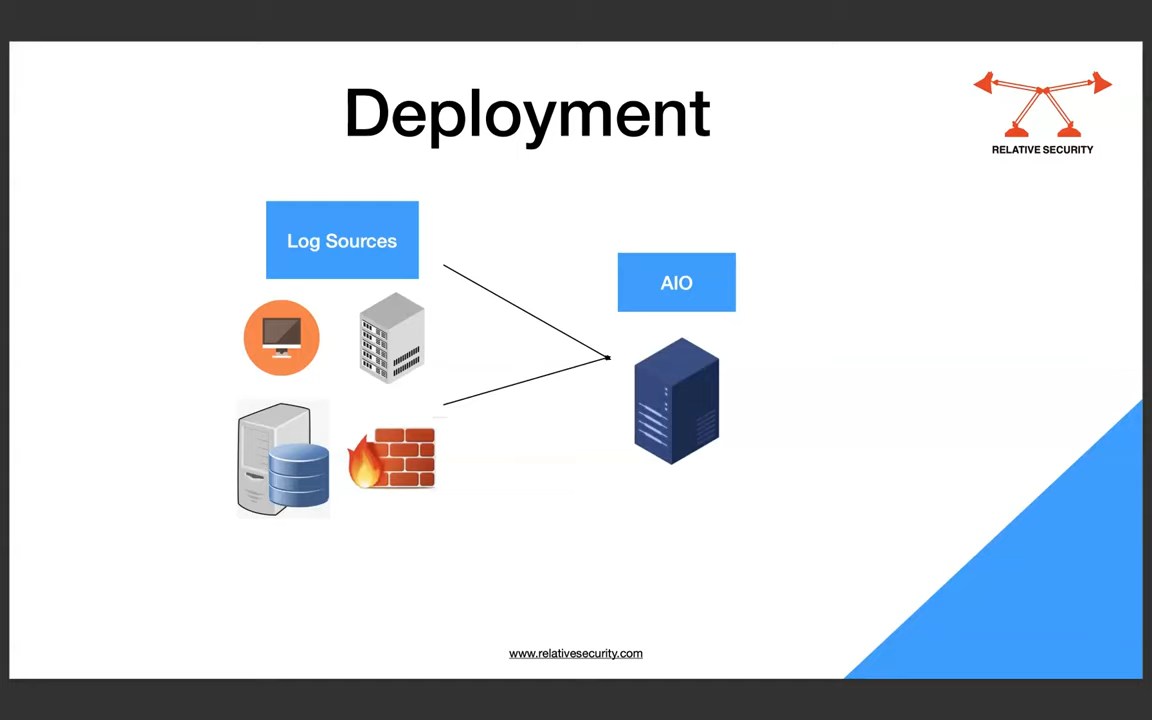 Deployment
RELATIVE SECURITY
Log Sources
AIO
www.relativesecurity.com